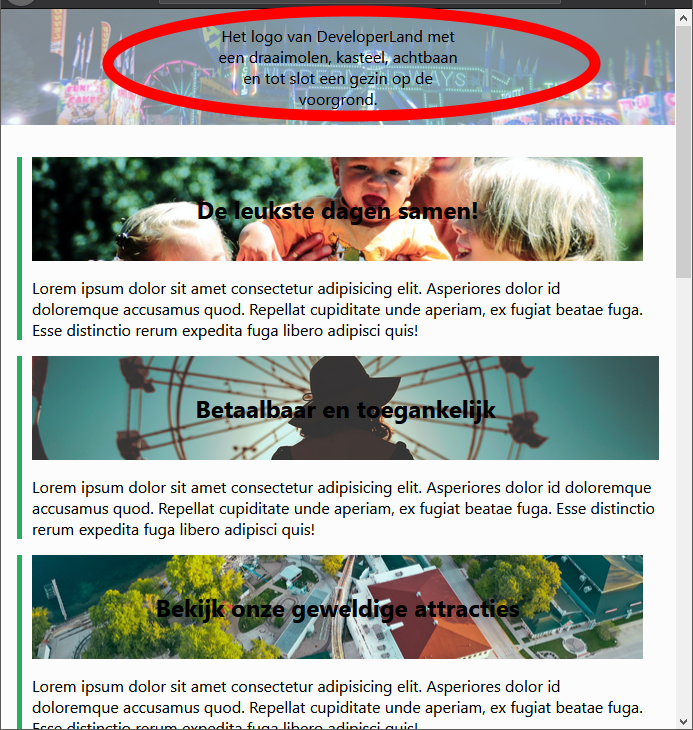 Het logo van DeveloperLand met
een draaimolen, kasteel, achtbaan
en tot slot een gezin op de
voorgrond.
TICKETS
TICKETS
De leukste dagen samen!
Lorem ipsum dolor sit amet consectetur adipisicing elit. Asperiores dolor id
doloremque accusamus quod. Repellat cupiditate unde aperiam, ex fugiat beatae fuga.
Esse distinctio rerum expedita fuga libero adipisci quis!
Betaalbaar en toegankelijk
Lorem ipsum dolor sit amet consectetur adipisicing elit. Asperiores dolor id doloremque
accusamus quod. Repellat cupiditate unde aperiam, ex fugiat beatae fuga. Esse distinctio
rerum expedita fuga libero adipisci quis!
Bekijk onze geweldige attracties
Lorem ipsum dolor sit amet consectetur adipisicing elit. Asperiores dolor id
doloremque accusamus quod. Repellat cupiditate unde aperiam, ex fugiat beatae fuga.
Esse distinctio rerum expedita fuga libero adipisci quis!